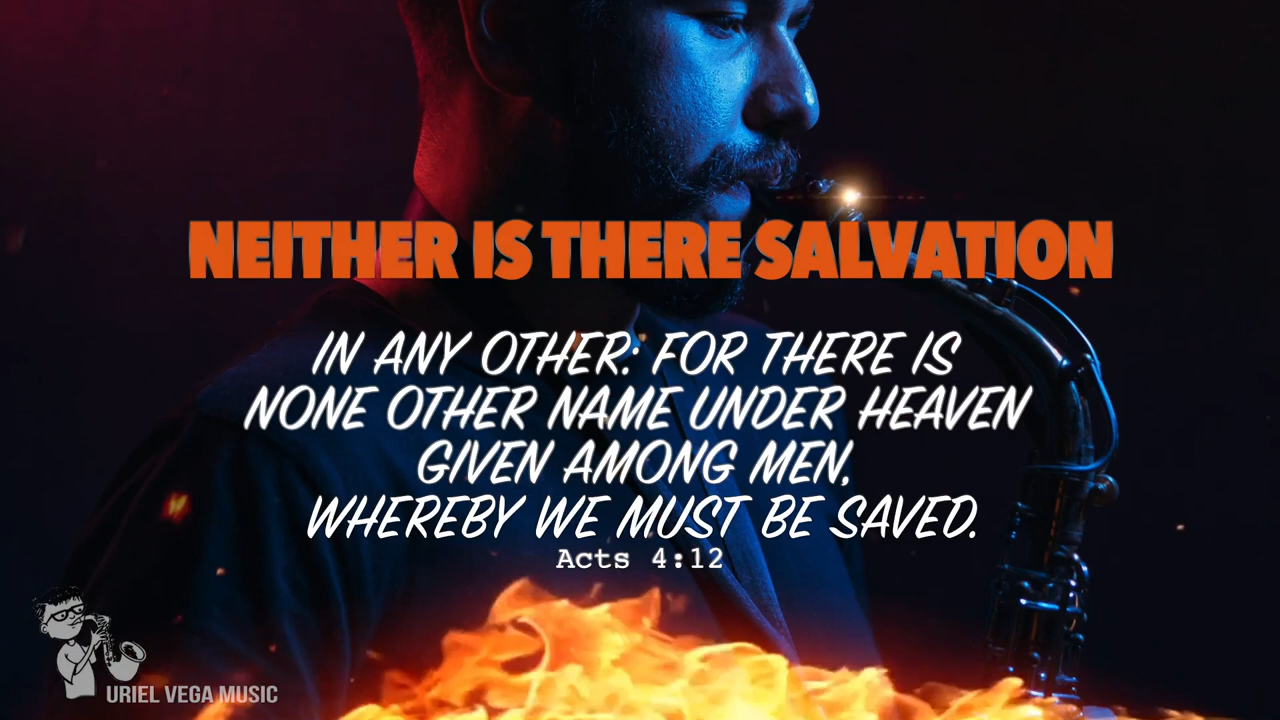 NEITHER IS THERE SALVATION
IN ANY OTHER: FOR THERE IS
NONE OTHER NAME UNDER HEAVEN
GIVEN AMONG MEN,
WHEREBY WE MUST BE SAVED.
Acts 4:12
URIEL VEGA MUSIC